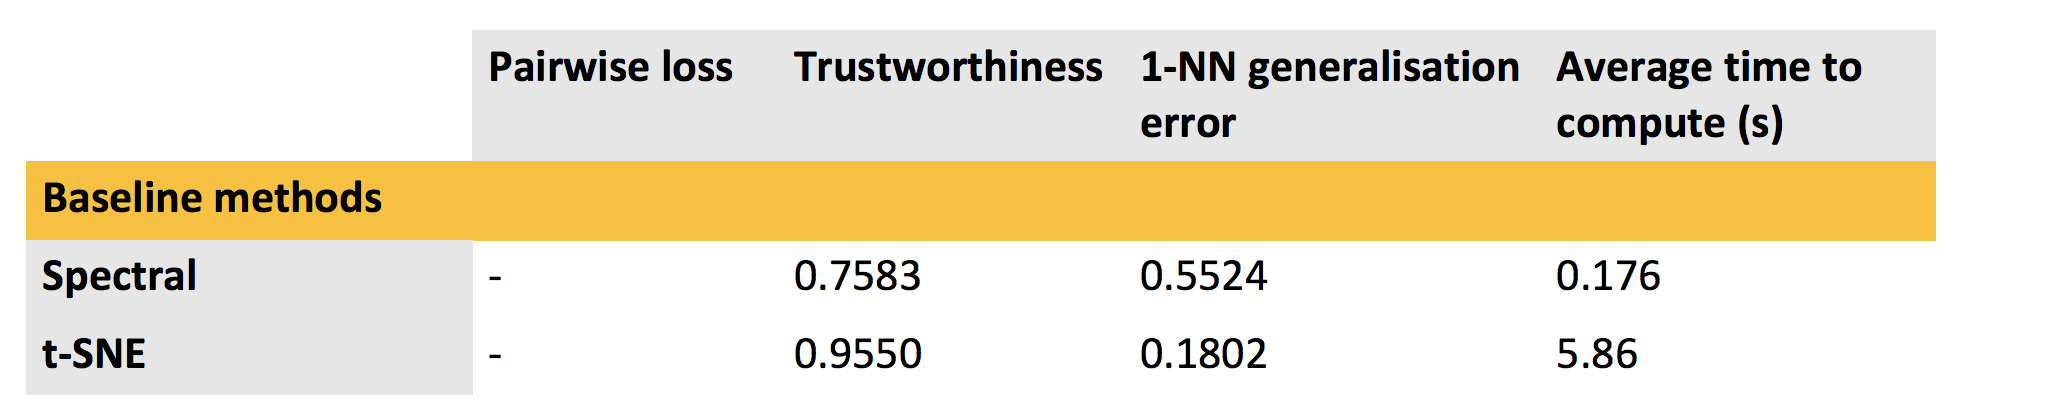 Pairwise loss Trustworthiness 1-NN generalisation error Average time to compute (s)
Baseline methods
Spectral - 0.7583 0.5524 0.176
t-SNE - 0.9550 0.1802 5.86